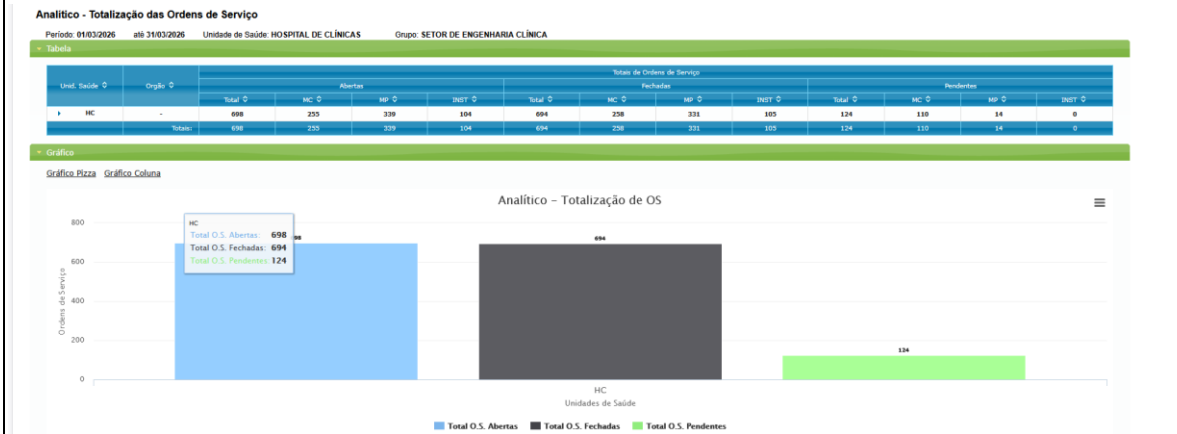 Analítico - Totalização das Ordens de Serviço
Período: 01/03/2026 até 31/03/2026 Unidade de Saúde: HOSPITAL DE CLÍNICAS Grupo: SETOR DE ENGENHARIA CLÍNICA
Tabela
Totais de Ordens de Serviço
Unid. Saúde Orgão Abertas Fechadas Pendentes
Total MC MP INST Total MC MP INST Total MC MP INST
HC - 698 255 339 104 694 258 331 105 124 110 14 0
Totais: 698 255 339 104 694 258 331 105 124 110 14 0
Gráfico
Gráfico Pizza Gráfico Coluna
Analítico - Totalização de OS
800
600
400
200
0
Ordens de Serviço
HC
Total O.S. Abertas: 698
Total O.S. Fechadas: 694
Total O.S. Pendentes: 124
694
124
HC
Unidades de Saúde
Total O.S. Abertas Total O.S. Fechadas Total O.S. Pendentes